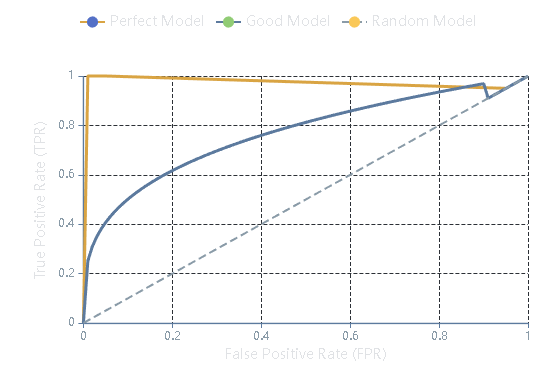 Perfect Model Good Model Random Model
1
0.8
0.6
0.4
0.2
0
True Positive Rate (TPR)
0 0.2 0.4 0.6 0.8 1
False Positive Rate (FPR)